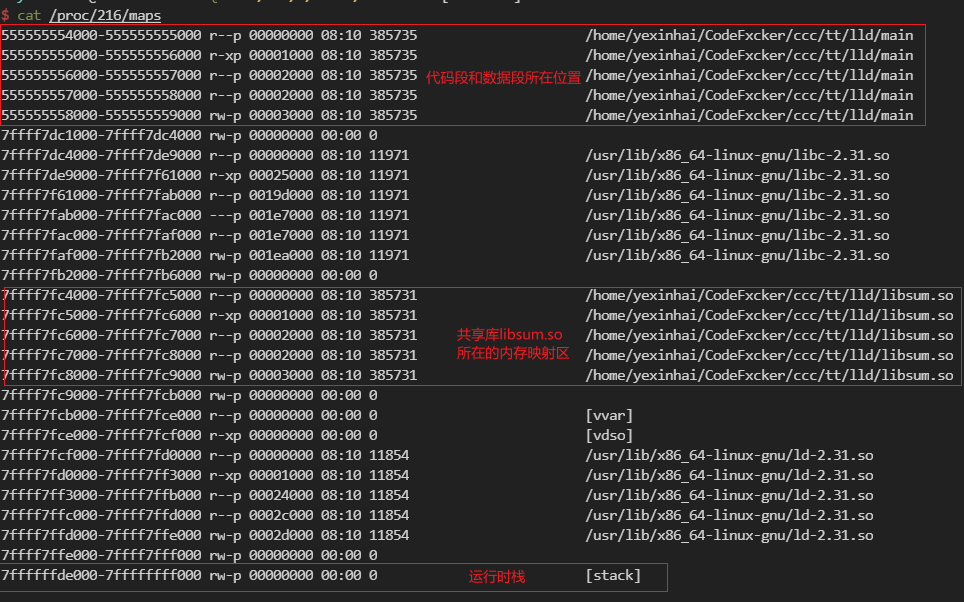 $ cat /proc/216/maps
555555554000-555555555000 r--p 00000000 08:10 385735 /home/yexinhai/CodeFxcker/ccc/tt/lld/main
555555555000-555555556000 r-xp 00001000 08:10 385735 /home/yexinhai/CodeFxcker/ccc/tt/lld/main
555555556000-555555557000 r--p 00002000 08:10 385735 代码段和数据段所在位置 /home/yexinhai/CodeFxcker/ccc/tt/lld/main
555555557000-555555558000 r--p 00002000 08:10 385735 /home/yexinhai/CodeFxcker/ccc/tt/lld/main
555555558000-555555559000 rw-p 00003000 08:10 385735 /home/yexinhai/CodeFxcker/ccc/tt/lld/main
7ffff7dc1000-7ffff7dc4000 rw-p 00000000 00:00 0
7ffff7dc4000-7ffff7de9000 r--p 00000000 08:10 11971 /usr/lib/x86_64-linux-gnu/libc-2.31.so
7ffff7de9000-7ffff7f61000 r-xp 00025000 08:10 11971 /usr/lib/x86_64-linux-gnu/libc-2.31.so
7ffff7f61000-7ffff7fab000 r--p 0019d000 08:10 11971 /usr/lib/x86_64-linux-gnu/libc-2.31.so
7ffff7fab000-7ffff7fac000 ---p 001e7000 08:10 11971 /usr/lib/x86_64-linux-gnu/libc-2.31.so
7ffff7fac000-7ffff7faf000 r--p 001e7000 08:10 11971 /usr/lib/x86_64-linux-gnu/libc-2.31.so
7ffff7faf000-7ffff7fb2000 rw-p 001ea000 08:10 11971 /usr/lib/x86_64-linux-gnu/libc-2.31.so
7ffff7fb2000-7ffff7fb6000 rw-p 00000000 00:00 0
7ffff7fc4000-7ffff7fc5000 r--p 00000000 08:10 385731 /home/yexinhai/CodeFxcker/ccc/tt/lld/libsum.so
7ffff7fc5000-7ffff7fc6000 r-xp 00001000 08:10 385731 /home/yexinhai/CodeFxcker/ccc/tt/lld/libsum.so
7ffff7fc6000-7ffff7fc7000 r--p 00002000 08:10 385731 共享库libsum.so /home/yexinhai/CodeFxcker/ccc/tt/lld/libsum.so
7ffff7fc7000-7ffff7fc8000 r--p 00002000 08:10 385731 所在的内存映射区 /home/yexinhai/CodeFxcker/ccc/tt/lld/libsum.so
7ffff7fc8000-7ffff7fc9000 rw-p 00003000 08:10 385731 /home/yexinhai/CodeFxcker/ccc/tt/lld/libsum.so
7ffff7fc9000-7ffff7fcb000 rw-p 00000000 00:00 0
7ffff7fcb000-7ffff7fce000 r--p 00000000 00:00 0 [vvar]
7ffff7fce000-7ffff7fcf000 r-xp 00000000 00:00 0 [vdso]
7ffff7fcf000-7ffff7fd0000 r--p 00000000 08:10 11854 /usr/lib/x86_64-linux-gnu/ld-2.31.so
7ffff7fd0000-7ffff7ff3000 r-xp 00001000 08:10 11854 /usr/lib/x86_64-linux-gnu/ld-2.31.so
7ffff7ff3000-7ffff7ffb000 r--p 00024000 08:10 11854 /usr/lib/x86_64-linux-gnu/ld-2.31.so
7ffff7ffc000-7ffff7ffd000 r--p 0002c000 08:10 11854 /usr/lib/x86_64-linux-gnu/ld-2.31.so
7ffff7ffd000-7ffff7ffe000 rw-p 0002d000 08:10 11854 /usr/lib/x86_64-linux-gnu/ld-2.31.so
7ffff7ffe000-7ffff7fff000 rw-p 00000000 00:00 0
7ffffffde000-7ffffffff000 rw-p 00000000 00:00 0 运行时栈 [stack]